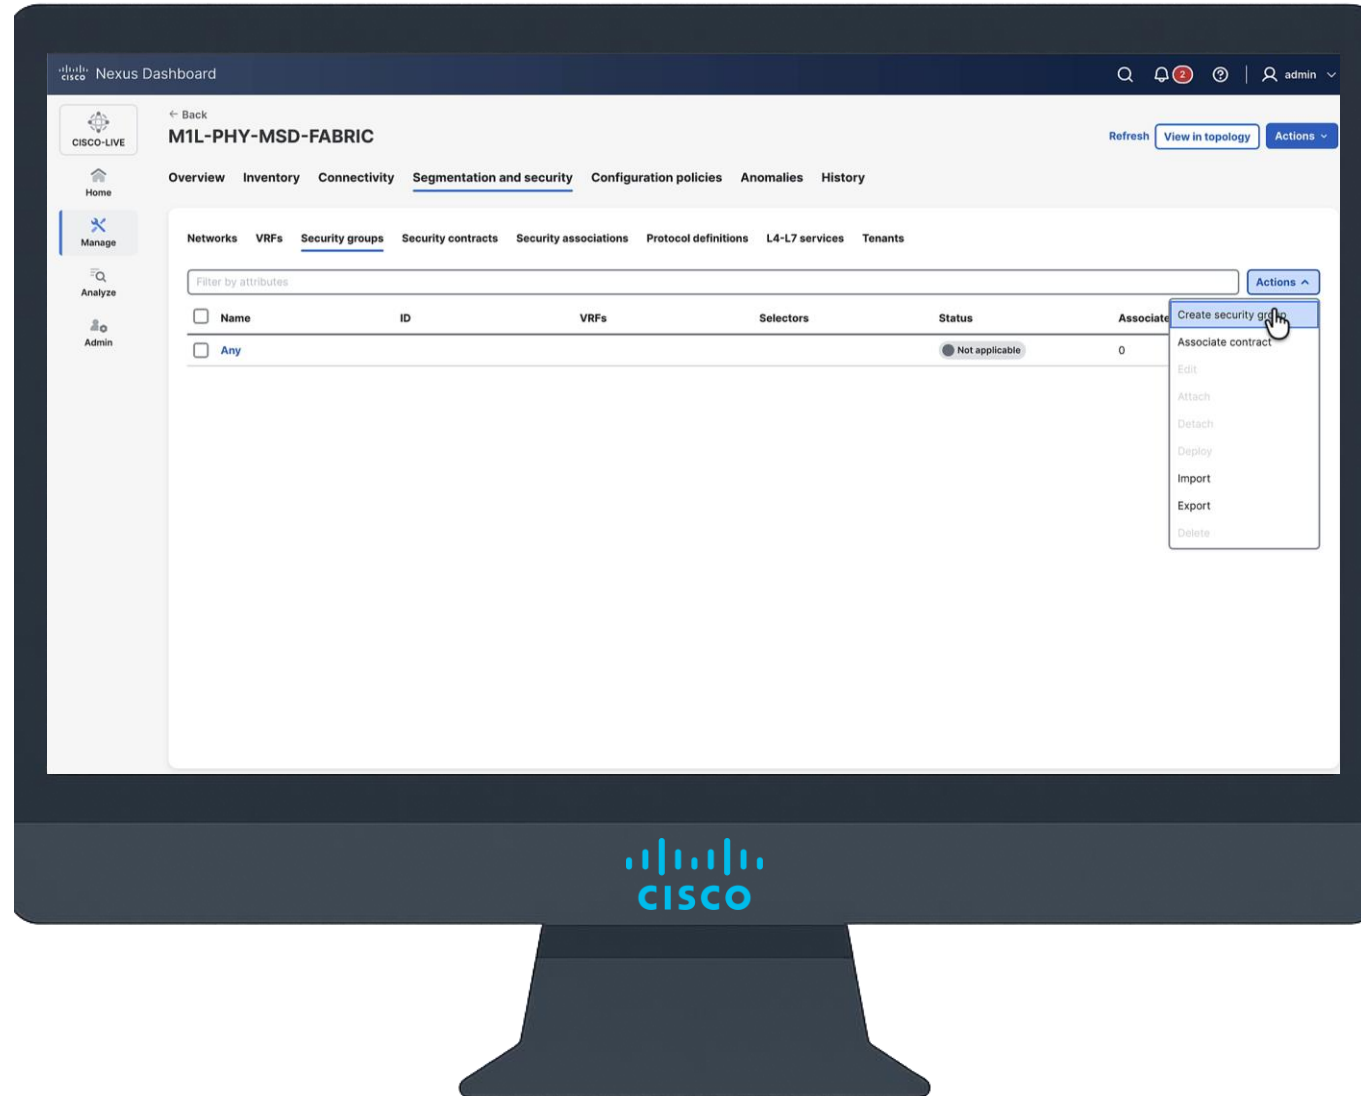 cisco Nexus Dashboard
2
admin
CISCO-LIVE
Home
Manage
Analyze
Admin
← Back
M1L-PHY-MSD-FABRIC
Refresh View in topology Actions
Overview Inventory Connectivity Segmentation and security Configuration policies Anomalies History
Networks VRFs Security groups Security contracts Security associations Protocol definitions L4-L7 services Tenants
Filter by attributes Actions
Name ID VRFs Selectors Status
Any Not applicable 0
Create security
Associate contract
Edit
Attach
Detach
Deploy
Import
Export
Delete
CISCO